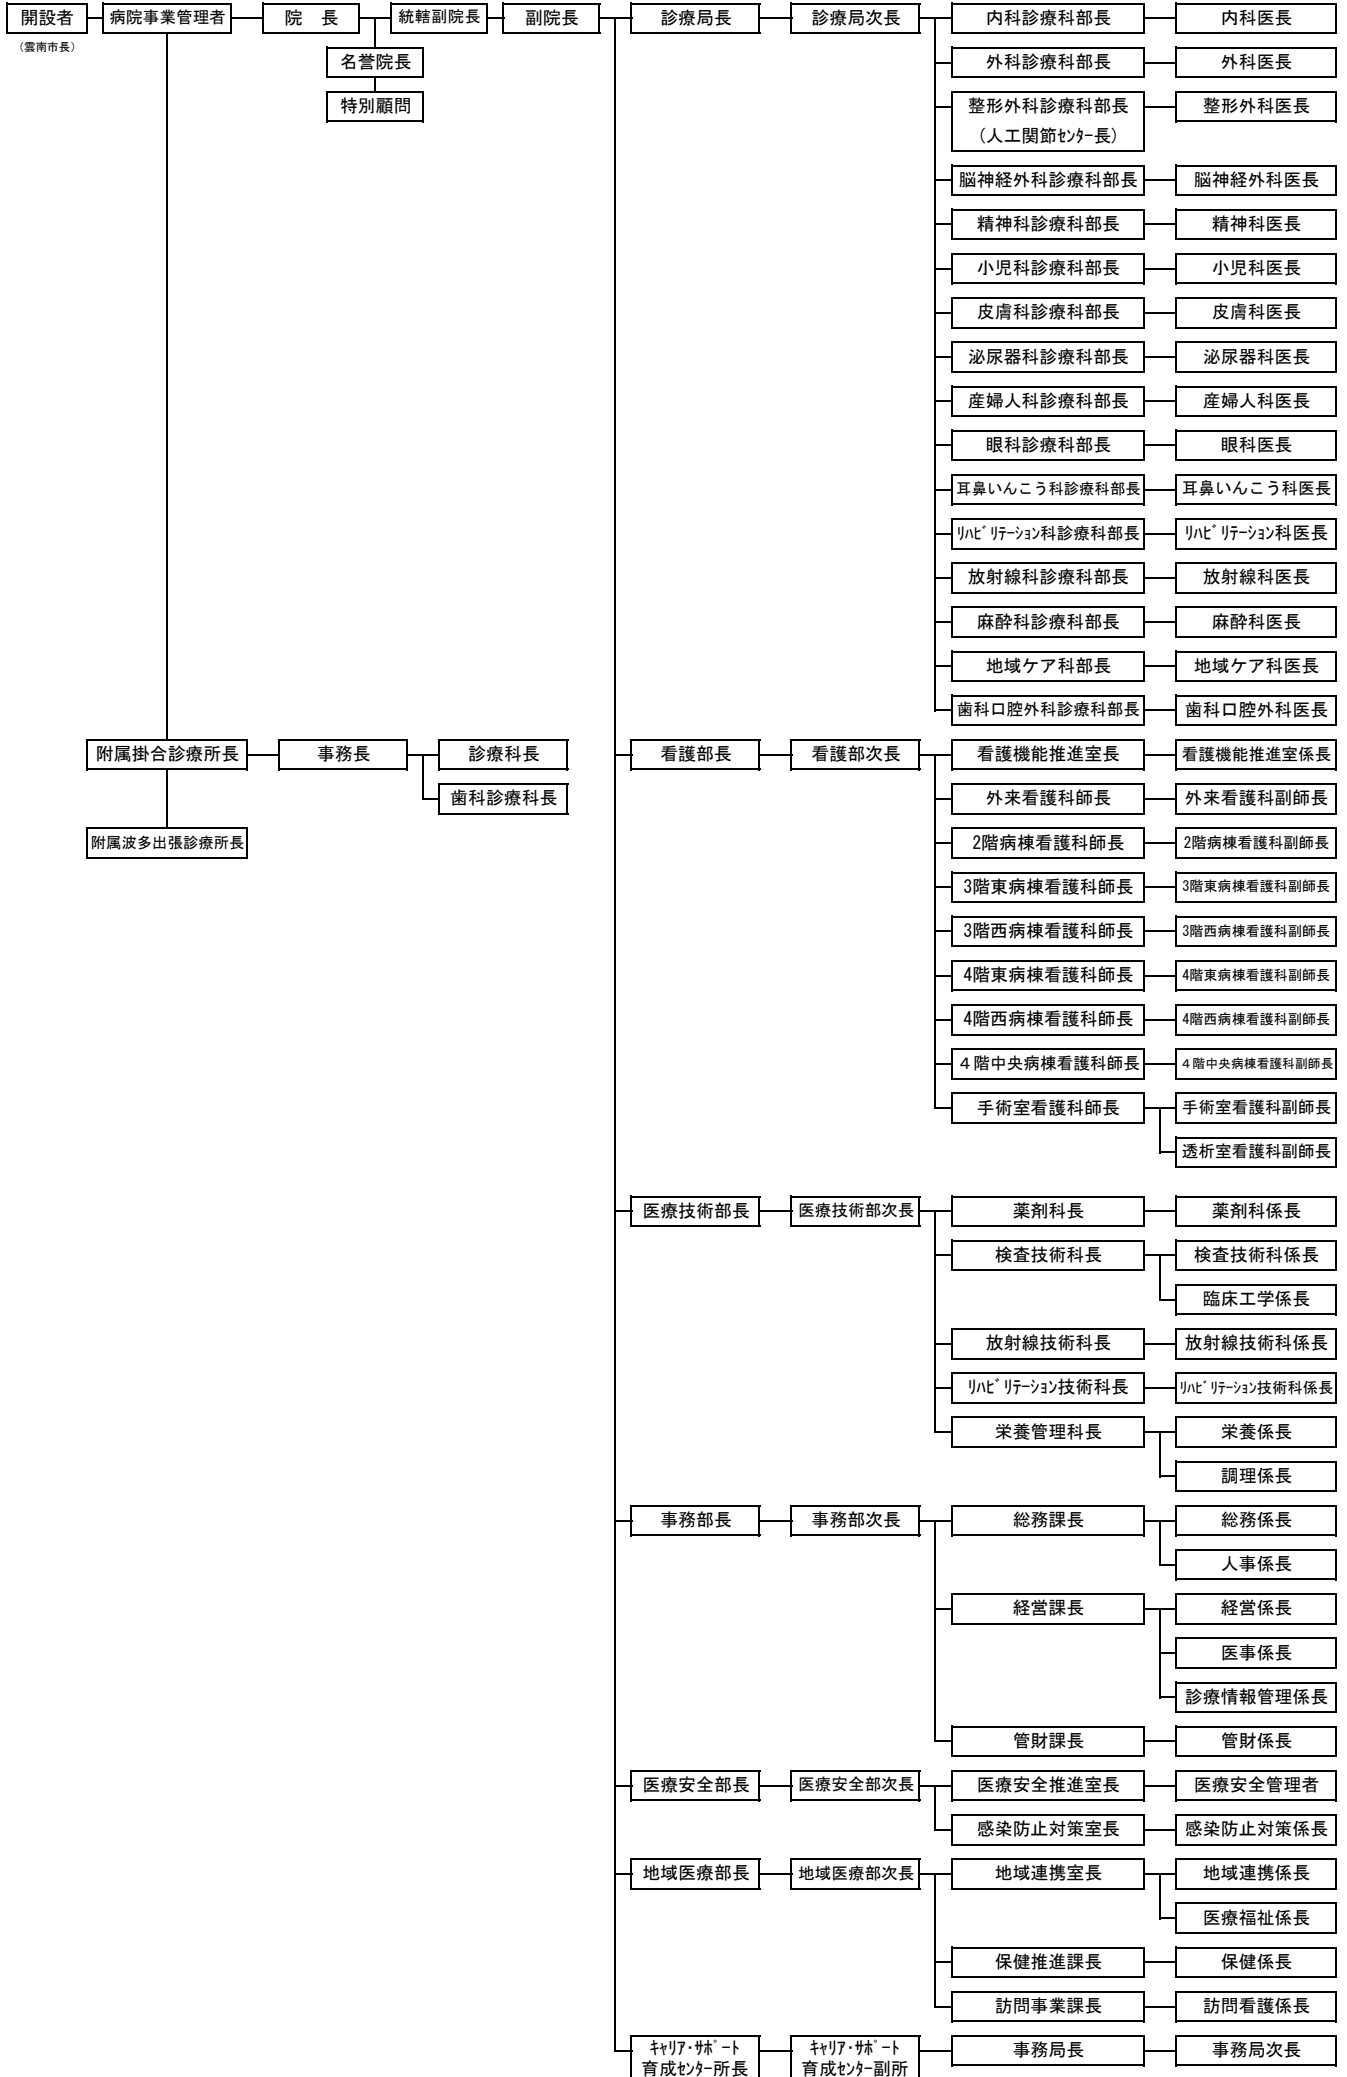 開設者
病院事業管理者
院　長
統轄副院長
副院長
診療局長
診療局次長
内科診療科部長
内科医長
(雲南市長)
名誉院長
外科診療科部長
外科医長
特別顧問
整形外科診療科部長
(人工関節ｾﾝﾀｰ長)
整形外科医長
脳神経外科診療科部長
脳神経外科医長
精神科診療科部長
精神科医長
小児科診療科部長
小児科医長
皮膚科診療科部長
皮膚科医長
泌尿器科診療科部長
泌尿器科医長
産婦人科診療科部長
産婦人科医長
眼科診療科部長
眼科医長
耳鼻いんこう科診療科部長
耳鼻いんこう科医長
ﾘﾊﾋﾞﾘﾃｰｼｮﾝ科診療科部長
ﾘﾊﾋﾞﾘﾃｰｼｮﾝ科医長
放射線科診療科部長
放射線科医長
麻酔科診療科部長
麻酔科医長
地域ケア科部長
地域ケア科医長
歯科口腔外科診療科部長
歯科口腔外科医長
附属掛合診療所長
事務長
診療科長
看護部長
看護部次長
看護機能推進室長
看護機能推進室係長
歯科診療科長
外来看護科師長
外来看護科副師長
附属波多出張診療所長
2階病棟看護科師長
2階病棟看護科副師長
3階東病棟看護科師長
3階東病棟看護科副師長
3階西病棟看護科師長
3階西病棟看護科副師長
4階東病棟看護科師長
4階東病棟看護科副師長
4階西病棟看護科師長
4階西病棟看護科副師長
４階中央病棟看護科師長
４階中央病棟看護科副師長
手術室看護科師長
手術室看護科副師長
透析室看護科副師長
医療技術部長
医療技術部次長
薬剤科長
薬剤科係長
検査技術科長
検査技術科係長
臨床工学係長
放射線技術科長
放射線技術科係長
ﾘﾊﾋﾞﾘﾃｰｼｮﾝ技術科長
ﾘﾊﾋﾞﾘﾃｰｼｮﾝ技術科係長
栄養管理科長
栄養係長
調理係長
事務部長
事務部次長
総務課長
総務係長
人事係長
経営課長
経営係長
医事係長
診療情報管理係長
管財課長
管財係長
医療安全部長
医療安全部次長
医療安全推進室長
医療安全管理者
感染防止対策室長
感染防止対策係長
地域医療部長
地域医療部次長
地域連携室長
地域連携係長
医療福祉係長
保健推進課長
保健係長
訪問事業課長
訪問看護係長
ｷｬﾘｱ･ｻﾎﾟｰﾄ
育成ｾﾝﾀｰ所長
ｷｬﾘｱ･ｻﾎﾟｰﾄ
育成ｾﾝﾀｰ副所
事務局長
事務局次長